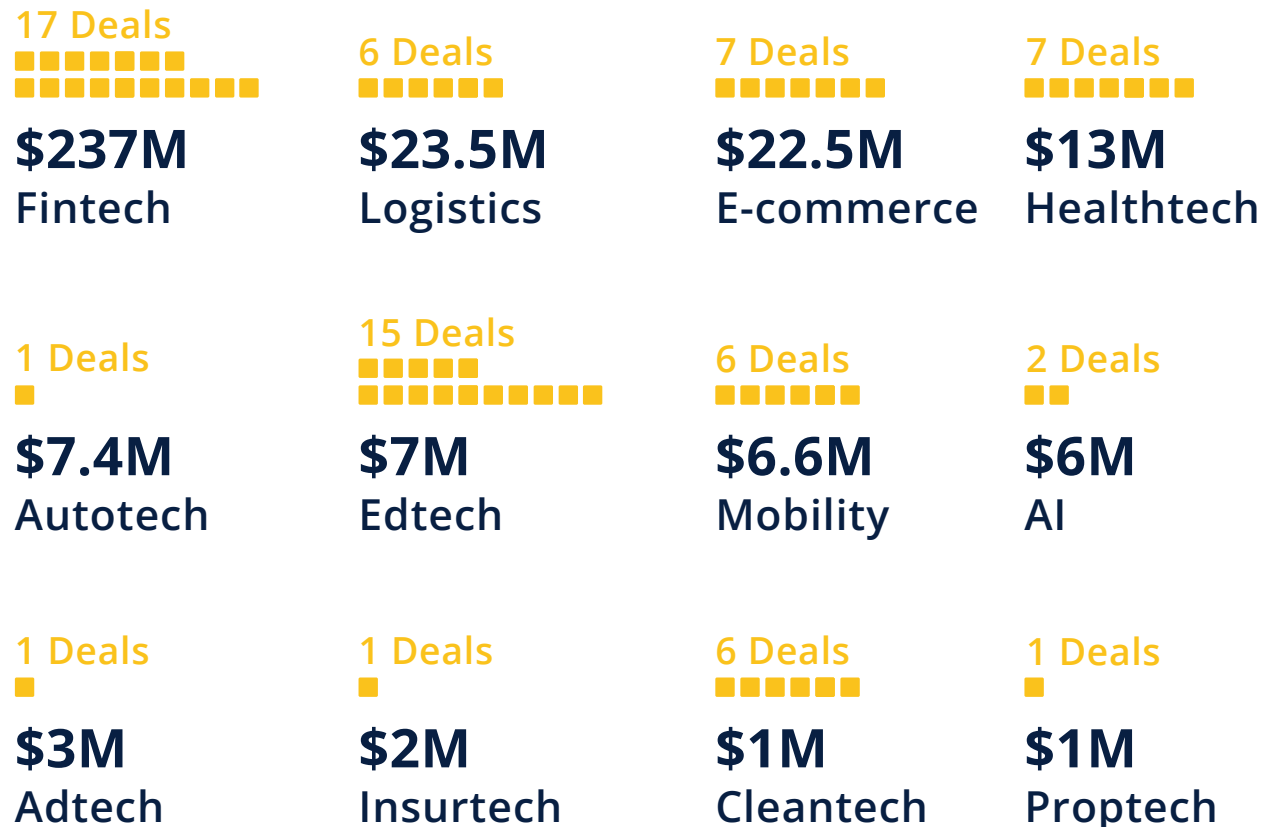 17 Deals
$237M
Fintech
6 Deals
$23.5M
Logistics
7 Deals
$22.5M
E-commerce
7 Deals
$13M
Healthtech
1 Deals
$7.4M
Autotech
15 Deals
$7M
Edtech
6 Deals
$6.6M
Mobility
2 Deals
$6M
AI
1 Deals
$3M
Adtech
1 Deals
$2M
Insurtech
6 Deals
$1M
Cleantech
1 Deals
$1M
Proptech